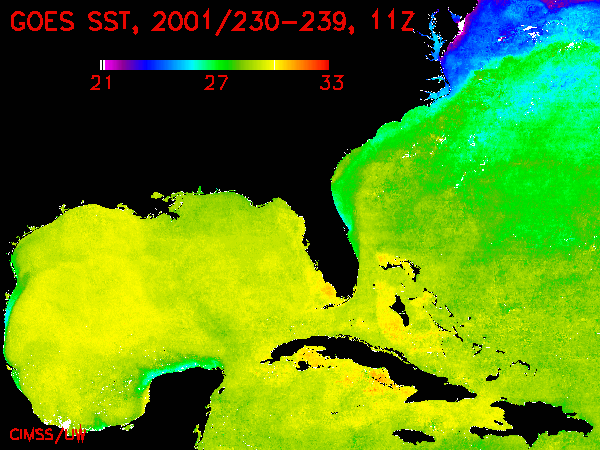 GOES SST, 2001/230-239, 11Z
21 27 33
CIMSS/UW